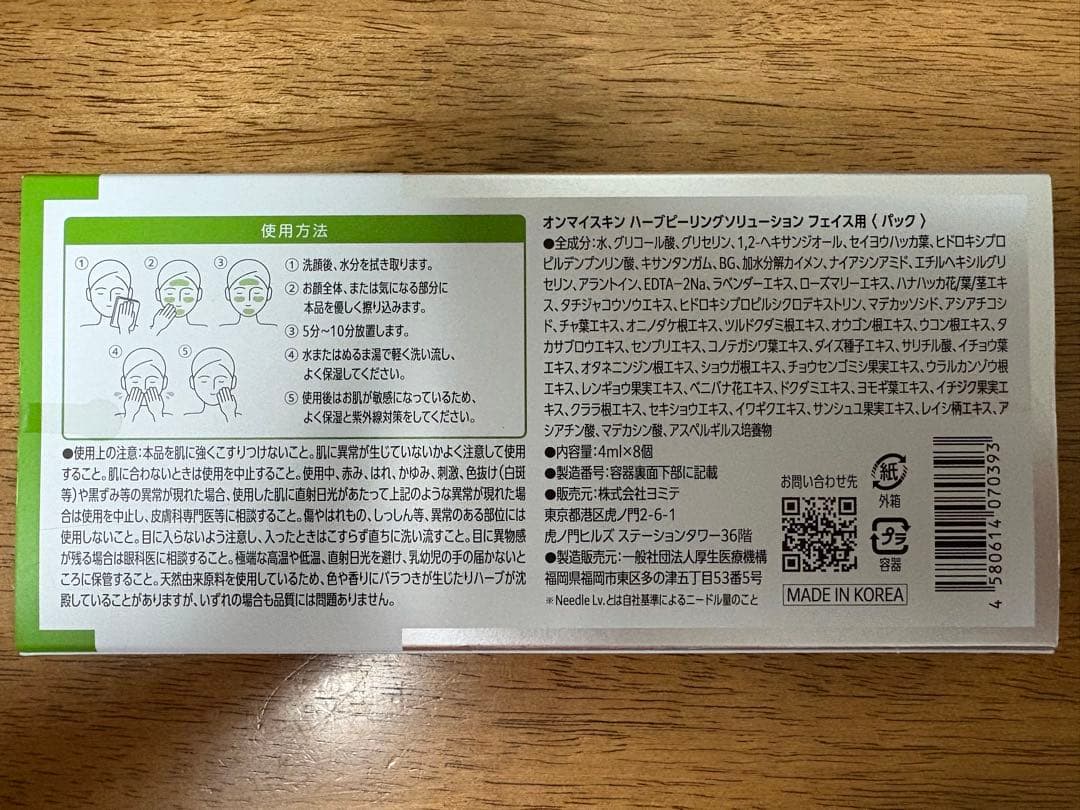 使用方法
① ② ③
④ ⑤
① 洗顔後、水分を拭き取ります。
② お顔全体、または気になる部分に
本品を優しく擦り込みます。
③ 5分〜10分放置します。
④ 水またはぬるま湯で軽く洗い流し、
よく保湿してください。
⑤ 使用後はお肌が敏感になっているため、
よく保湿と紫外線対策をしてください。
●使用上の注意:本品を肌に強くこすりつけないこと。肌に異常が生じていないかよく注意して使用
すること。肌に合わないときは使用を中止すること。使用中、赤み、はれ、かゆみ、刺激、色抜け(白斑
等)や黒ずみ等の異常が現れた場合、使用した肌に直射日光があたって上記のような異常が現れた場
合は使用を中止し、皮膚科専門医等に相談すること。傷やはれもの、しっしん等、異常のある部位には
使用しないこと。目に入らないよう注意し、入ったときはこすらず直ちに洗い流すこと。目に異物感
が残る場合は眼科医に相談すること。極端な高温や低温、直射日光を避け、乳幼児の手の届かないと
ころに保管すること。天然由来原料を使用しているため、色や香りにバラつきが生じたりハーブが沈
殿していることがありますが、いずれの場合も品質には問題ありません。
オンマイスキン ハーブピーリングソリューション フェイス用〈 パック 〉
●全成分:水、グリコール酸、グリセリン、1,2-ヘキサンジオール、セイヨウハッカ葉、ヒドロキシプロ
ピルデンプンリン酸、キサンタンガム、BG、加水分解カイメン、ナイアシンアミド、エチルヘキシルグリ
セリン、アラントイン、EDTA-2Na、ラベンダーエキス、ローズマリーエキス、ハナハッカ花/葉/茎エキ
ス、タチジャコウソウエキス、ヒドロキシプロピルシクロデキストリン、マデカッソシド、アシアチコシ
ド、チャ葉エキス、オニノダケ根エキス、ツルドクダミ根エキス、オウゴン根エキス、ウコン根エキス、タ
カサブロウエキス、センブリエキス、コノテガシワ葉エキス、ダイズ種子エキス、サリチル酸、イチョウ葉
エキス、オタネニンジン根エキス、ショウガ根エキス、チョウセンゴミシ果実エキス、ウラルカンゾウ根
エキス、レンギョウ果実エキス、ベニバナ花エキス、ドクダミエキス、ヨモギ葉エキス、イチジク果実エ
キス、クララ根エキス、セキショウエキス、イワギクエキス、サンシュユ果実エキス、レイシ柄エキス、ア
シアチン酸、マデカシン酸、アスペルギルス培養物
●内容量:4ml×8個
●製造番号:容器裏面下部に記載
●販売元:株式会社ヨミテ
東京都港区虎ノ門2-6-1
虎ノ門ヒルズ ステーションタワー36階
●製造販売元:一般社団法人厚生医療機構
福岡県福岡市東区多の津五丁目53番5号
※Needle Lv.とは自社基準によるニードル量のこと
お問い合わせ先
MADE IN KOREA
紙
外箱
プラ
容器
4 580614 070393